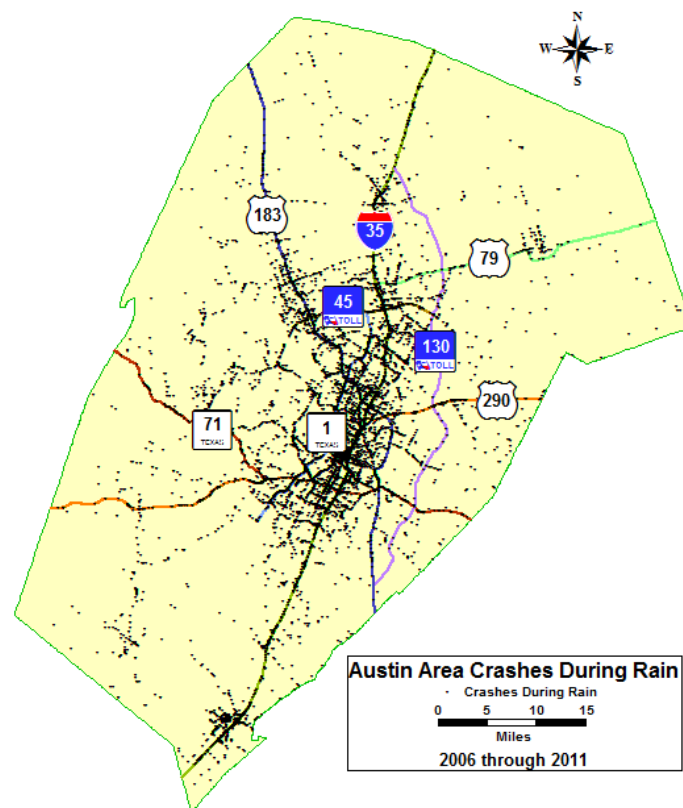 N
W E
S
183
35
79
45
TOLL
130
TOLL
290
71
TEXAS
1
TEXAS
Austin Area Crashes During Rain
Crashes During Rain
0 5 10 15
Miles
2006 through 2011